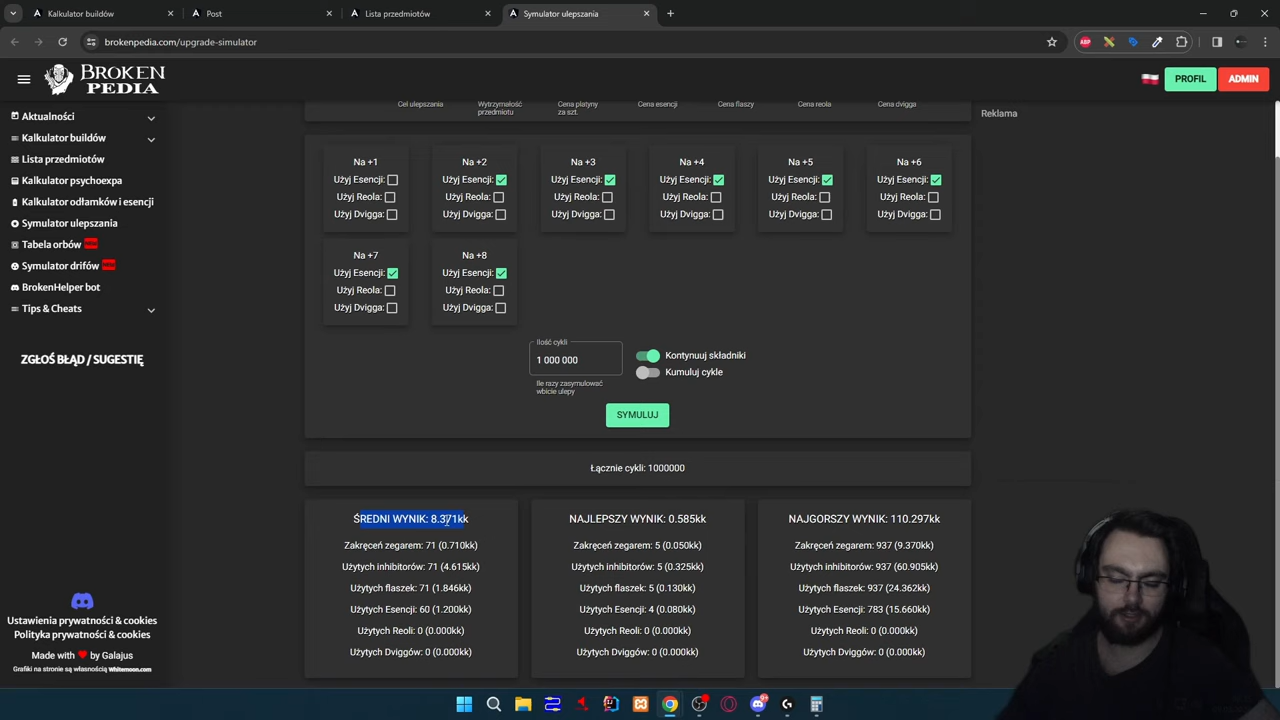 Kalkulator buildów
Post
Lista przedmiotów
Symulator ulepszania
brokenpedia.com/upgrade-simulator
ABP
BROKEN
PEDIA
PROFIL
ADMIN
Aktualności
Kalkulator buildów
Lista przedmiotów
Kalkulator psychoexpa
Kalkulator odłamków i esencji
Symulator ulepszania
Tabela orbów
Symulator drifów
BrokenHelper bot
Tips & Cheats
ZGŁOŚ BŁĄD / SUGESTIĘ
Ustawienia prywatności & cookies
Polityka prywatności & cookies
Made with ❤ by Galajus
Grafiki na stronie są własnością Whitemoon.com
Cel ulepszania
Wytrzymałość
przedmiotu
Cena platyny
za szt.
Cena esencji
Cena flaszy
Cena reola
Cena dvigga
Reklama
Na +1
Użyj Esencji:
Użyj Reola:
Użyj Dvigga:
Na +2
Użyj Esencji:
Użyj Reola:
Użyj Dvigga:
Na +3
Użyj Esencji:
Użyj Reola:
Użyj Dvigga:
Na +4
Użyj Esencji:
Użyj Reola:
Użyj Dvigga:
Na +5
Użyj Esencji:
Użyj Reola:
Użyj Dvigga:
Na +6
Użyj Esencji:
Użyj Reola:
Użyj Dvigga:
Na +7
Użyj Esencji:
Użyj Reola:
Użyj Dvigga:
Na +8
Użyj Esencji:
Użyj Reola:
Użyj Dvigga:
Ilość cykli
1 000 000
Ile razy zasymulować
wbicie ulepy
Kontynuuj składniki
Kumuluj cykle
SYMULUJ
Łącznie cykli: 1000000
ŚREDNI WYNIK: 8.371kk
Zakręceń zegarem: 71 (0.710kk)
Użytych inhibitorów: 71 (4.615kk)
Użytych flaszek: 71 (1.846kk)
Użytych Esencji: 60 (1.200kk)
Użytych Reoli: 0 (0.000kk)
Użytych Dviggów: 0 (0.000kk)
NAJLEPSZY WYNIK: 0.585kk
Zakręceń zegarem: 5 (0.050kk)
Użytych inhibitorów: 5 (0.325kk)
Użytych flaszek: 5 (0.130kk)
Użytych Esencji: 4 (0.080kk)
Użytych Reoli: 0 (0.000kk)
Użytych Dviggów: 0 (0.000kk)
NAJGORSZY WYNIK: 110.297kk
Zakręceń zegarem: 937 (9.370kk)
Użytych inhibitorów: 937 (60.905kk)
Użytych flaszek: 937 (24.362kk)
Użytych Esencji: 783 (15.660kk)
Użytych Reoli: 0 (0.000kk)
Użytych Dviggów: 0 (0.000kk)